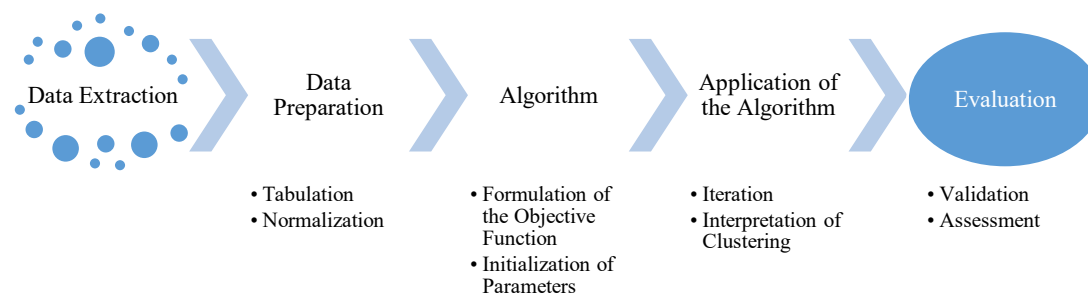 Data Extraction
Data
Preparation
Algorithm
Application of
the Algorithm
Evaluation
• Tabulation
• Normalization
• Formulation of
the Objective
Function
• Initialization of
Parameters
• Iteration
• Interpretation of
Clustering
• Validation
• Assessment